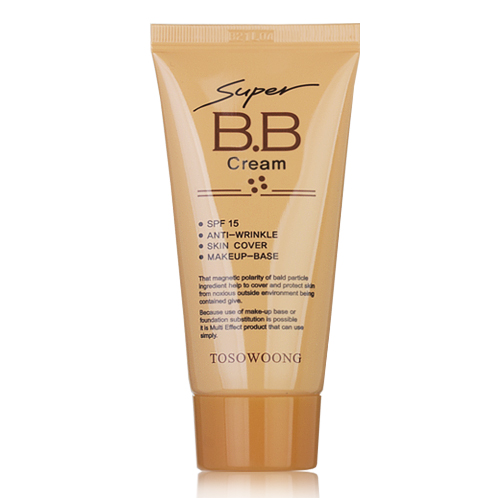 Super
B.B
Cream
• SPF 15
• ANTI-WRINKLE
• SKIN COVER
• MAKEUP-BASE
That magnetic polarity of bald particle
ingredient help to cover and protect skin
from noxious outside environment being
contained give.
Because use of make-up base or
foundation substitution is possible
it is Multi Effect product that can use
simply.
TOSOWOONG